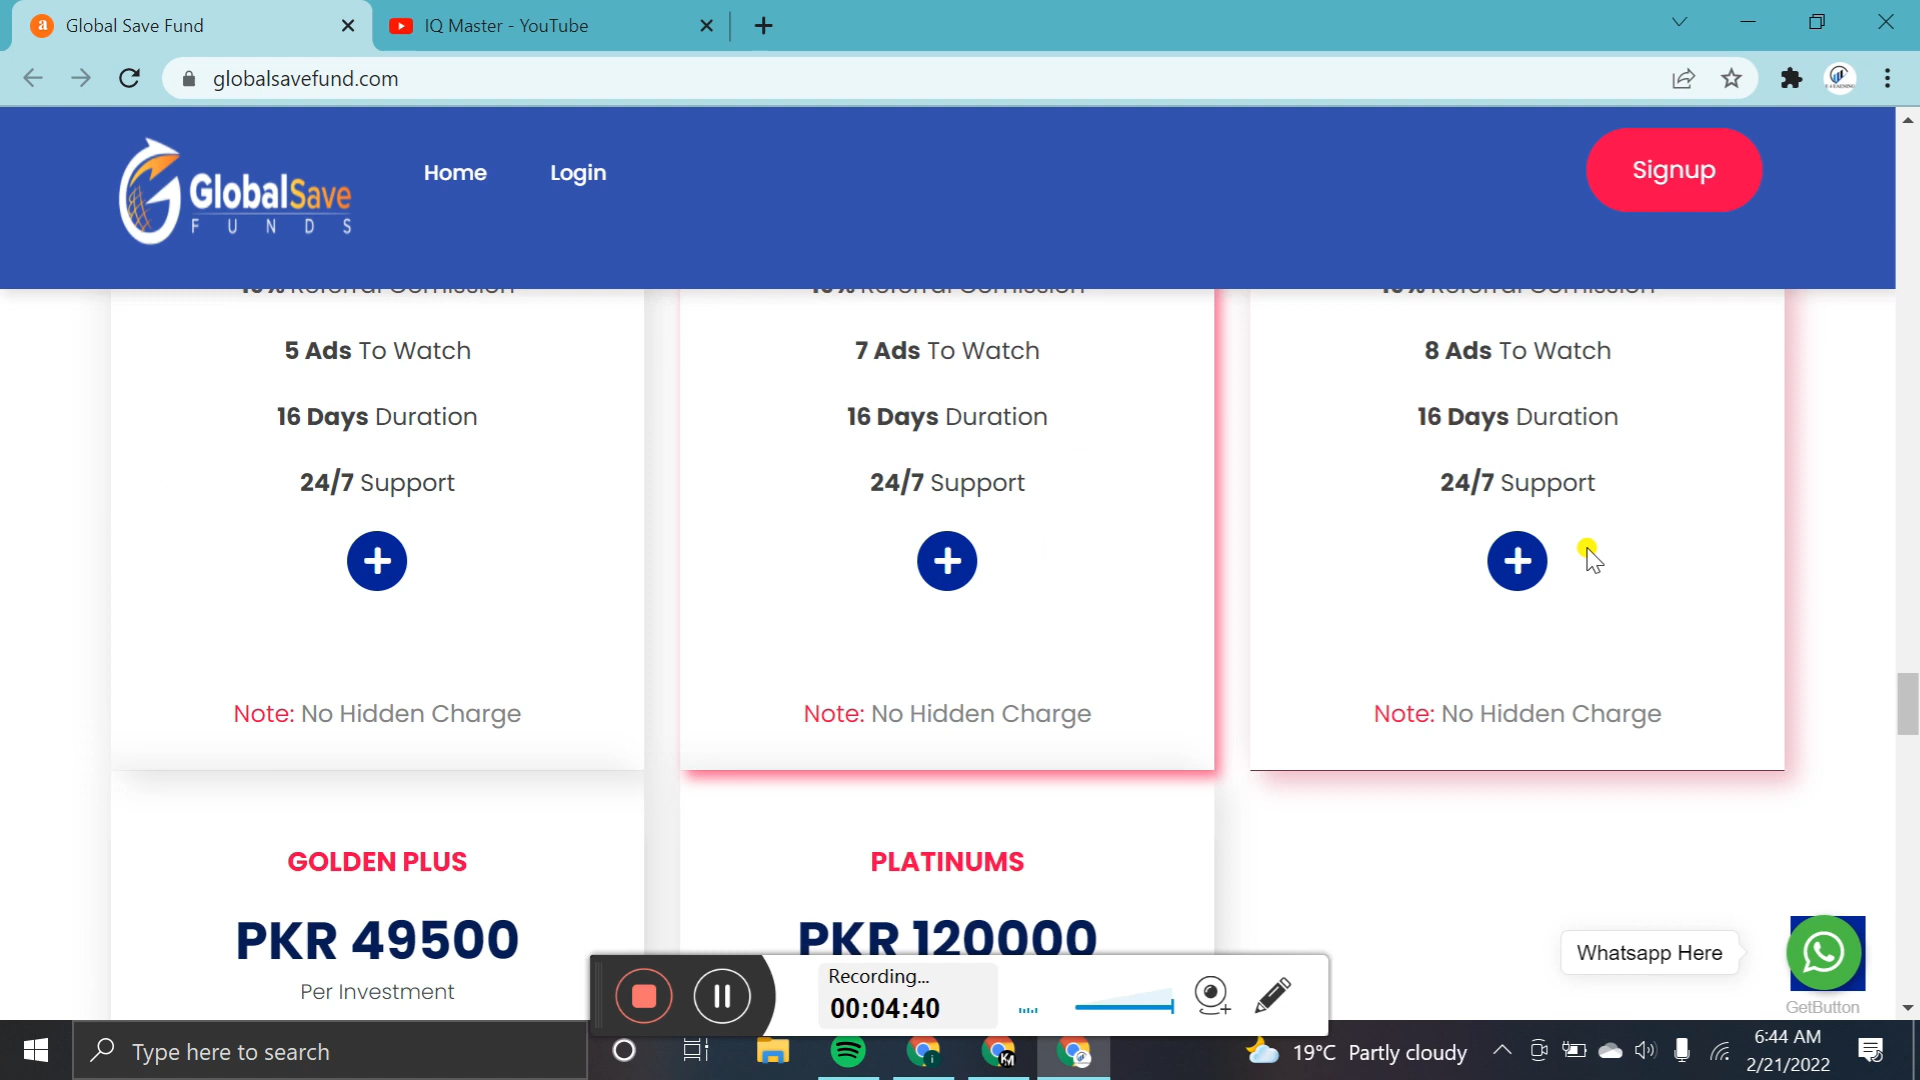 Global Save Fund
IQ Master - YouTube
globalsavefund.com
GlobalSave
FUNDS
Home
Login
Signup
5 Ads To Watch
7 Ads To Watch
8 Ads To Watch
16 Days Duration
16 Days Duration
16 Days Duration
24/7 Support
24/7 Support
24/7 Support
Note: No Hidden Charge
Note: No Hidden Charge
Note: No Hidden Charge
GOLDEN PLUS
PLATINUMS
PKR 49500
PKR 120000
Per Investment
Whatsapp Here
GetButton
Recording...
00:04:40
Type here to search
19°C Partly cloudy
6:44 AM
2/21/2022